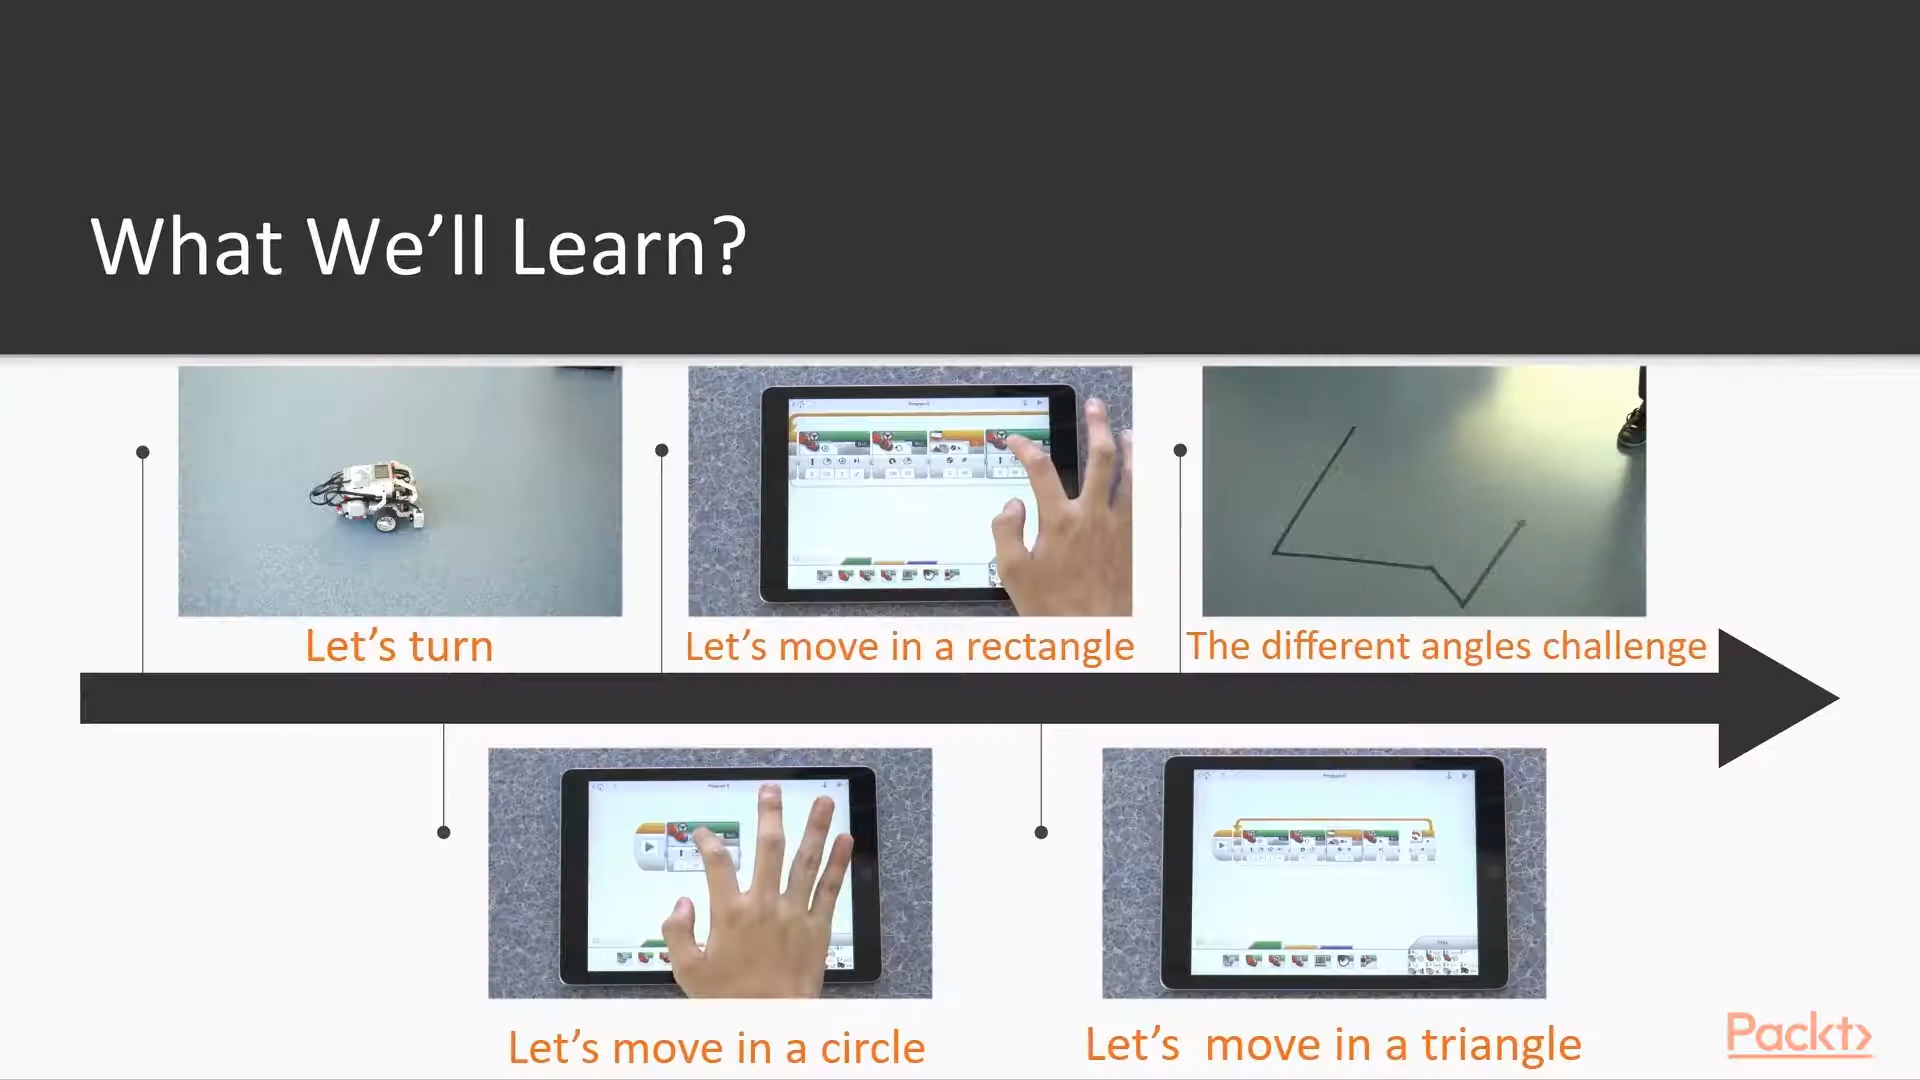 What We’ll Learn?
Let’s turn
Let’s move in a rectangle
The different angles challenge
Let’s move in a circle
Let’s  move in a triangle
Packt>